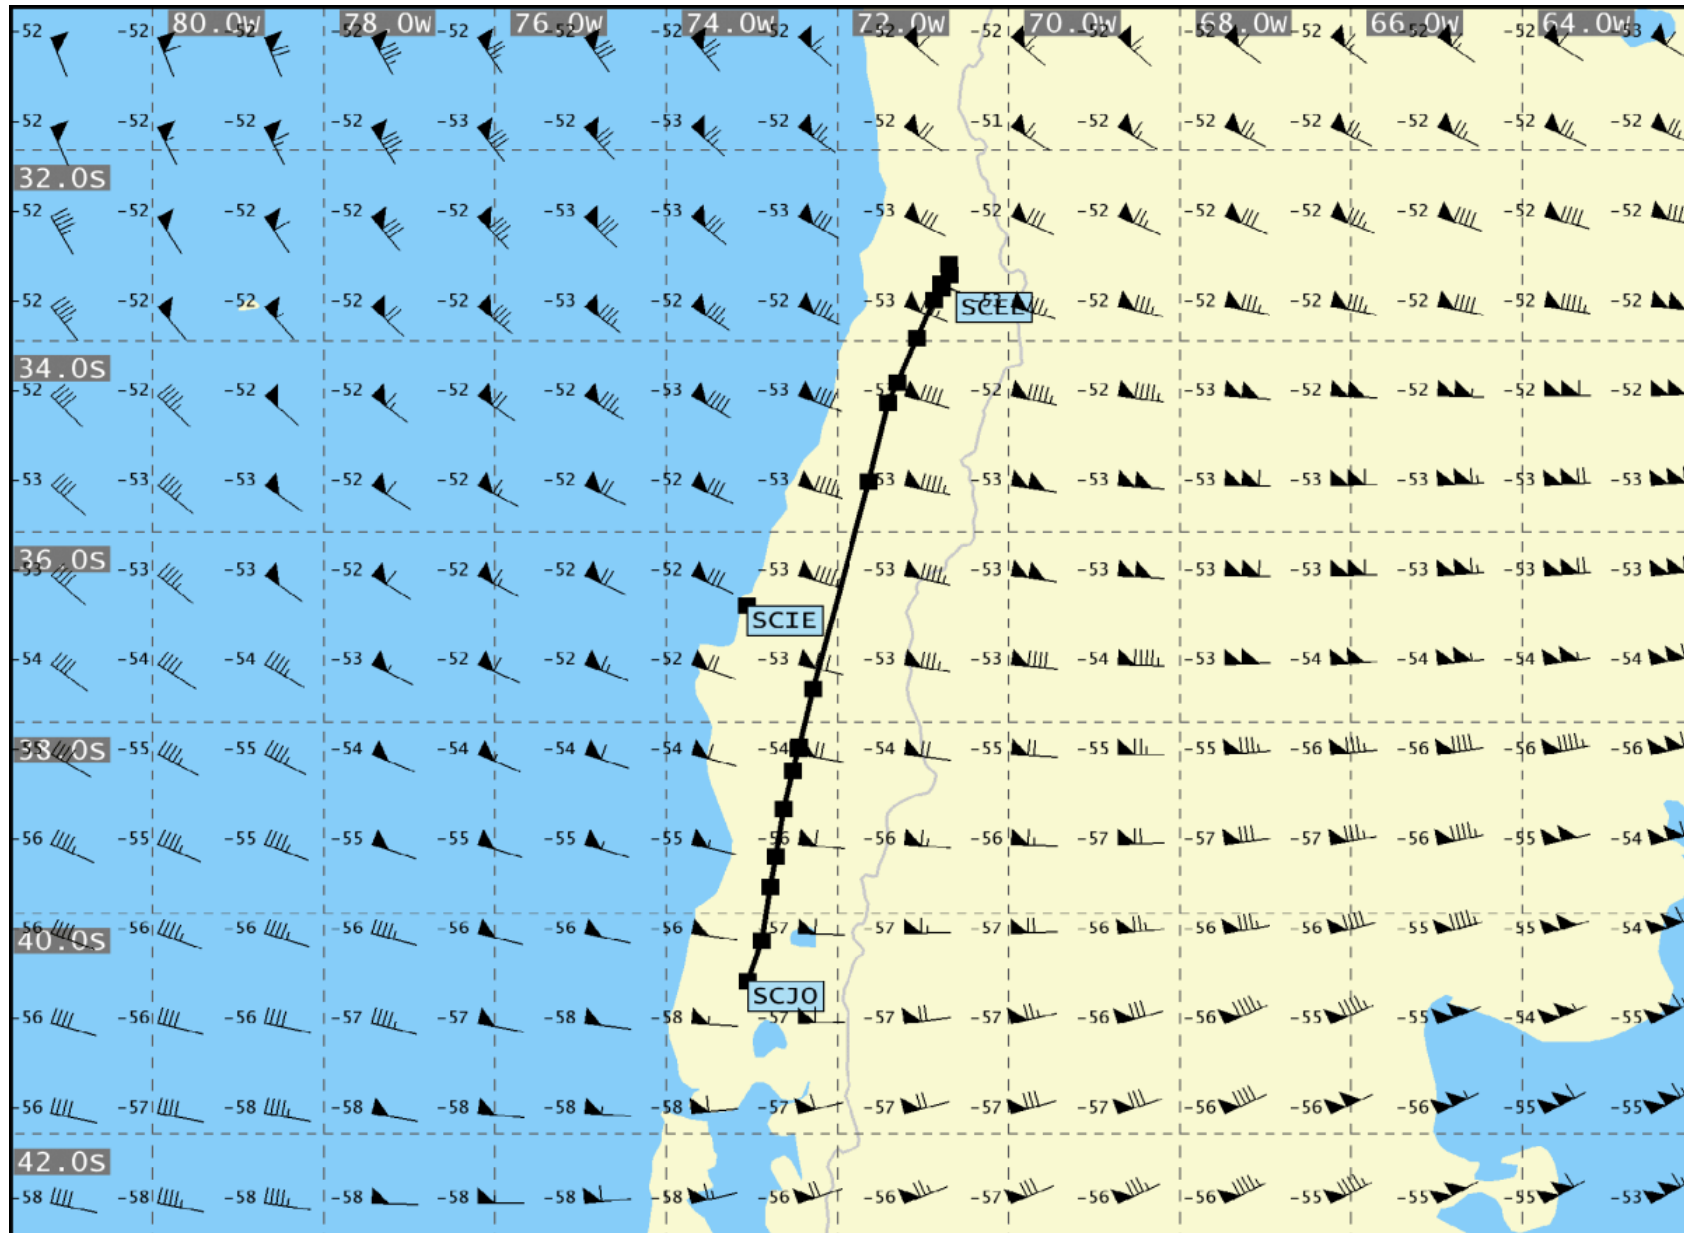 80.0W 78.0W 76.0W 74.0W 72.0W 70.0W 68.0W 66.0W 64.0W
-52 -52 -52 -52 -52 -52 -52 -52 -52 -52 -52 -52 -52 -52 -52 -53
-52 -52 -52 -52 -53 -52 -53 -52 -52 -51 -52 -52 -52 -52 -52 -52
32.0S
-52 -52 -52 -52 -52 -53 -53 -53 -53 -52 -52 -52 -52 -52 -52 -52
-52 -52 -52 -52 -52 -53 -52 -52 -53 -52 -52 -52 -52 -52 -52
SCEL
34.0S
-52 -52 -52 -52 -52 -52 -53 -53 -53 -52 -52 -53 -52 -52 -53 -52
-53 -53 -53 -52 -52 -52 -52 -53 -53 -53 -53 -53 -53 -53 -53 -53
36.0S
-53 -53 -53 -52 -52 -52 -52 -53 -53 -53 -53 -53 -53 -53 -53 -53
SCIE
-54 -54 -54 -53 -52 -52 -52 -53 -53 -53 -54 -53 -54 -54 -54 -54
38.0S
-55 -55 -55 -54 -54 -54 -54 -54 -54 -55 -55 -55 -56 -56 -56 -56
-56 -55 -55 -55 -55 -55 -55 -56 -56 -56 -57 -57 -57 -56 -55 -54
-56 -56 -56 -56 -56 -56 -56 -57 -57 -57 -56 -56 -56 -55 -55 -54
40.0S
SCJO
-56 -56 -56 -57 -57 -58 -58 -57 -57 -57 -56 -56 -55 -55 -54 -55
-56 -57 -58 -58 -58 -58 -58 -57 -57 -57 -57 -56 -56 -56 -55 -55
42.0S
-58 -58 -58 -58 -58 -58 -58 -56 -56 -57 -56 -56 -55 -55 -55 -53